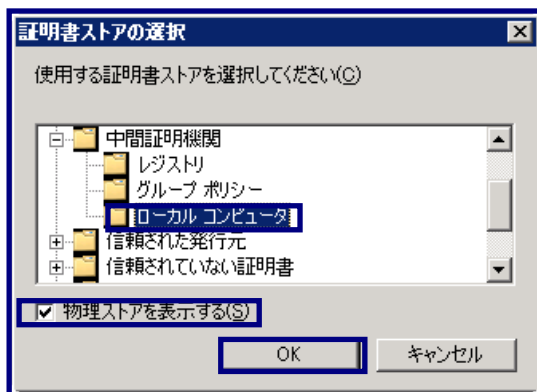 証明書ストアの選択
使用する証明書ストアを選択してください(C)
中間証明機関
レジストリ
グループ ポリシー
ローカル コンピュータ
信頼された発行元
信頼されていない証明書
物理ストアを表示する(S)
OK キャンセル